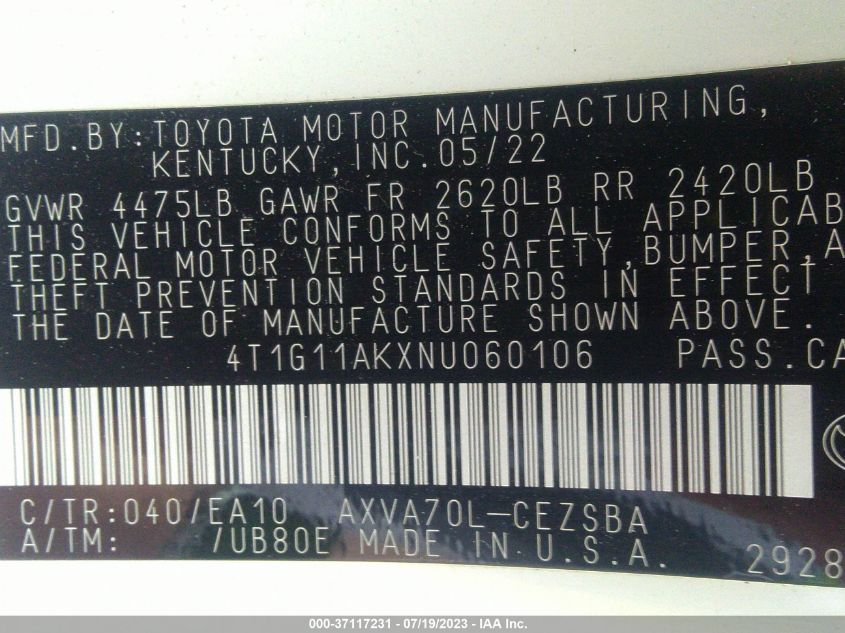 MFD.BY:TOYOTA MOTOR MANUFACTURING,
KENTUCKY,INC.05/22
GVWR 4475LB GAWR FR 2620LB RR 2420LB
THIS VEHICLE CONFORMS TO ALL APPLICAB
FEDERAL MOTOR VEHICLE SAFETY,BUMPER,A
THEFT PREVENTION STANDARDS IN EFFECT
THE DATE OF MANUFACTURE SHOWN ABOVE.
4T1G11AKXNU060106 PASS.CA
C/TR:040/EA10 AXVA70L-CEZSBA
A/TM: /UB80E MADE IN U.S.A. 2928
000-37117231 - 07/19/2023 - IAA Inc.